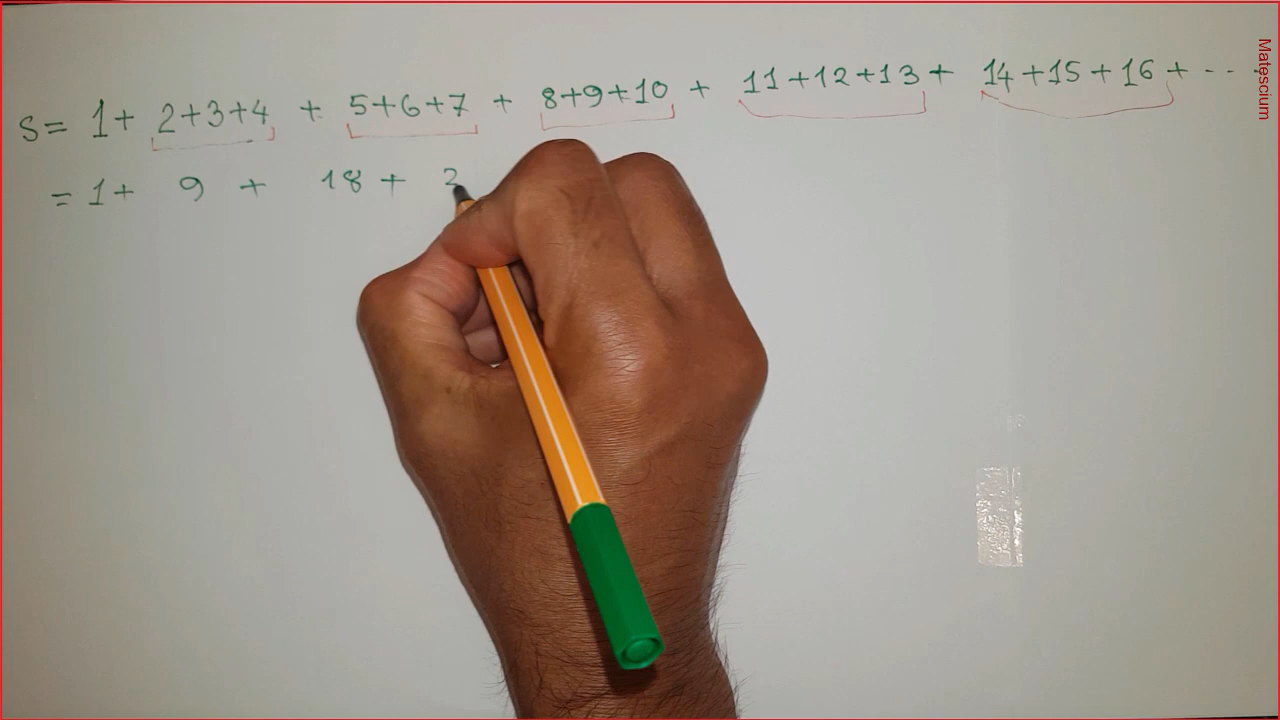 S= 1+ 2+3+4 + 5+6+7 + 8+9+10 + 11+12+13+ 14+15+16+ ...
= 1+ 9 + 18 + 2
Matescium